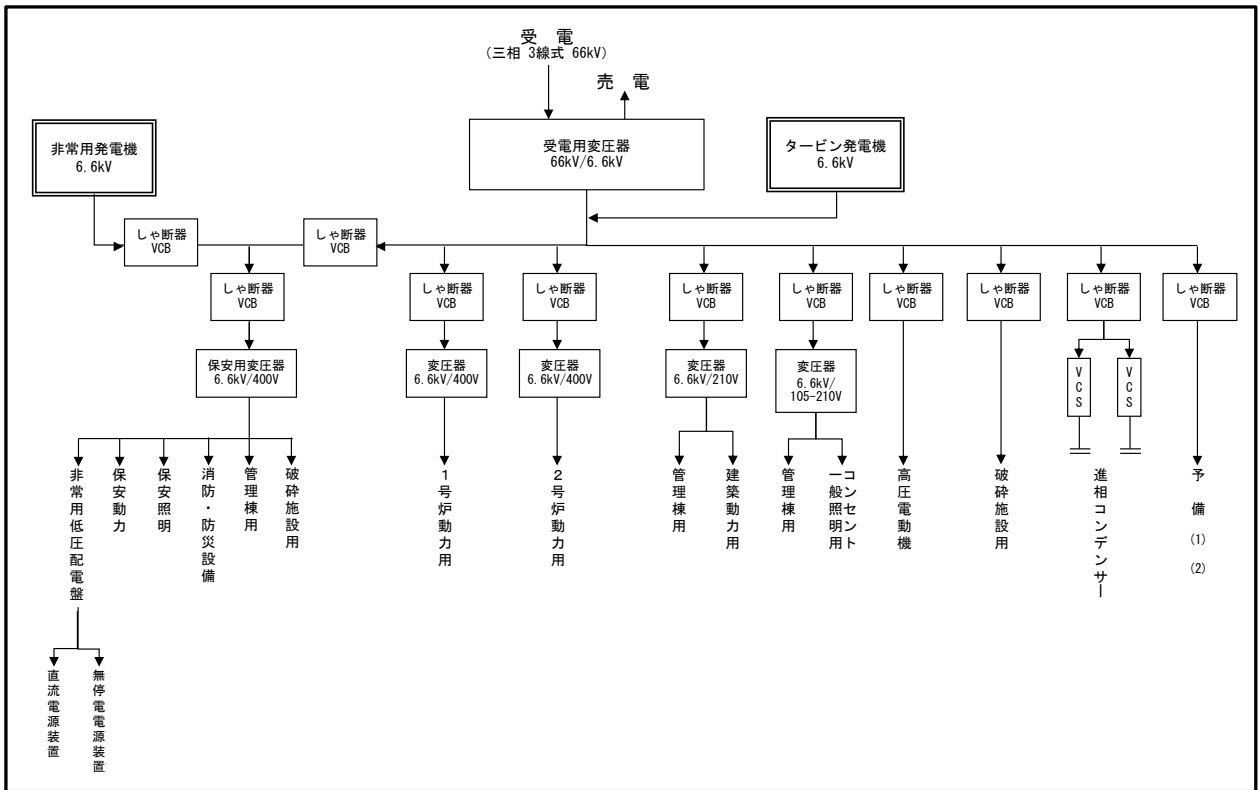 受 電
(三相 3線式 66kV)
売 電
非常用発電機
6.6kV
受電用変圧器
66kV/6.6kV
タービン発電機
6.6kV
しゃ断器
VCB
しゃ断器
VCB
しゃ断器
VCB
しゃ断器
VCB
しゃ断器
VCB
しゃ断器
VCB
しゃ断器
VCB
しゃ断器
VCB
しゃ断器
VCB
しゃ断器
VCB
しゃ断器
VCB
保安用変圧器
6.6kV/400V
変圧器
6.6kV/400V
変圧器
6.6kV/400V
変圧器
6.6kV/210V
変圧器
6.6kV/
105-210V
VCS
VCS
非常用低圧配電盤
保安動力
保安照明
消防・防災設備
管理棟用
破砕施設用
1号炉動力用
2号炉動力用
管理棟用
建築動力用
管理棟用
コンセント
一般照明用
高圧電動機
破砕施設用
進相コンデンサー
予備(1)(2)
直流電源装置
無停電電源装置